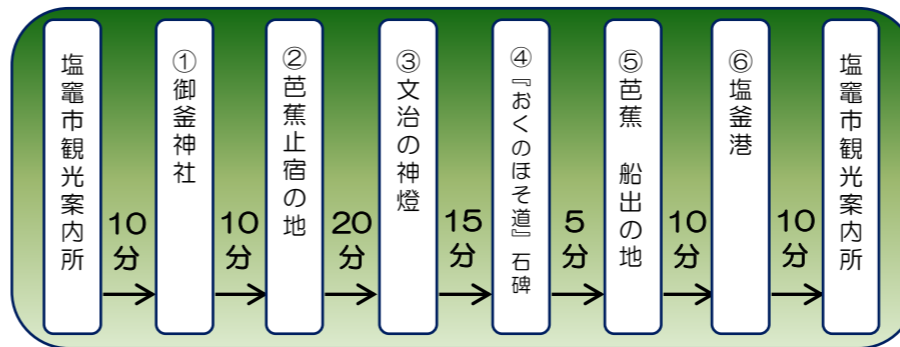 塩竈市観光案内所
10分
①御釜神社
10分
②芭蕉止宿の地
20分
③文治の神燈
15分
④『おくのほそ道』石碑
5分
⑤芭蕉　船出の地
10分
⑥塩釜港
10分
塩竈市観光案内所